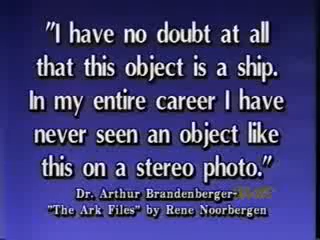 "I have no doubt at all
that this object is a ship.
In my entire career I have
never seen an object like
this on a stereo photo."
Dr. Arthur Brandenberger-
"The Ark Files" by Rene Noorbergen